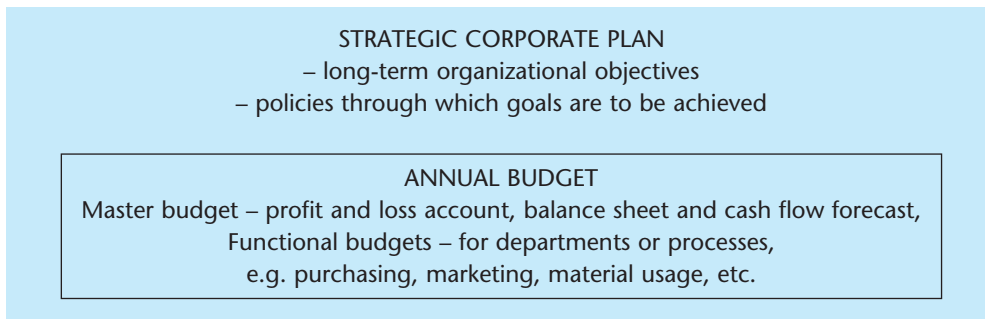 STRATEGIC CORPORATE PLAN
– long-term organizational objectives
– policies through which goals are to be achieved
ANNUAL BUDGET
Master budget – profit and loss account, balance sheet and cash flow forecast,
Functional budgets – for departments or processes,
e.g. purchasing, marketing, material usage, etc.